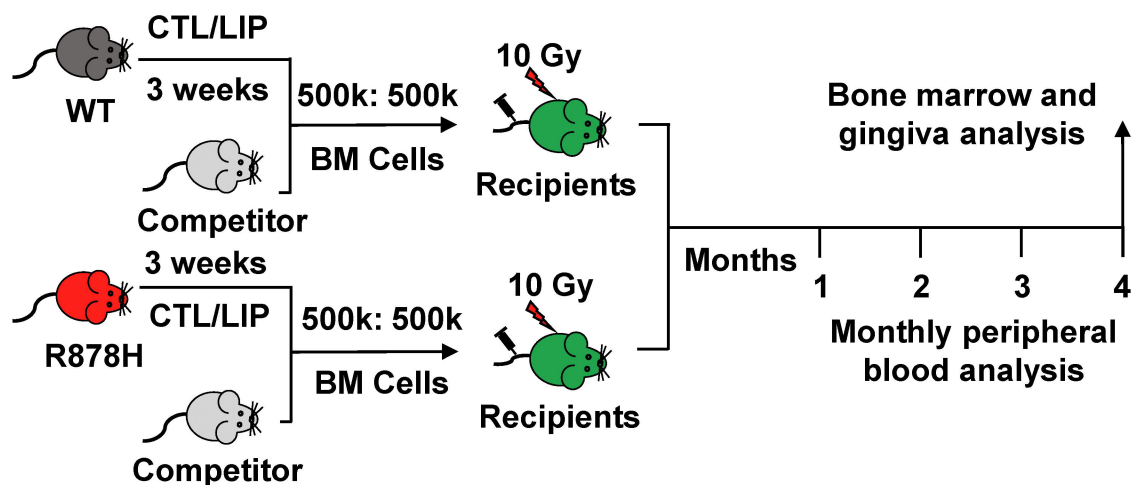 CTL/LIP
3 weeks
WT
Competitor
500k: 500k
BM Cells
10 Gy
Recipients
3 weeks
CTL/LIP
R878H
Competitor
500k: 500k
BM Cells
10 Gy
Recipients
Bone marrow and
gingiva analysis
Months
1 2 3 4
Monthly peripheral
blood analysis